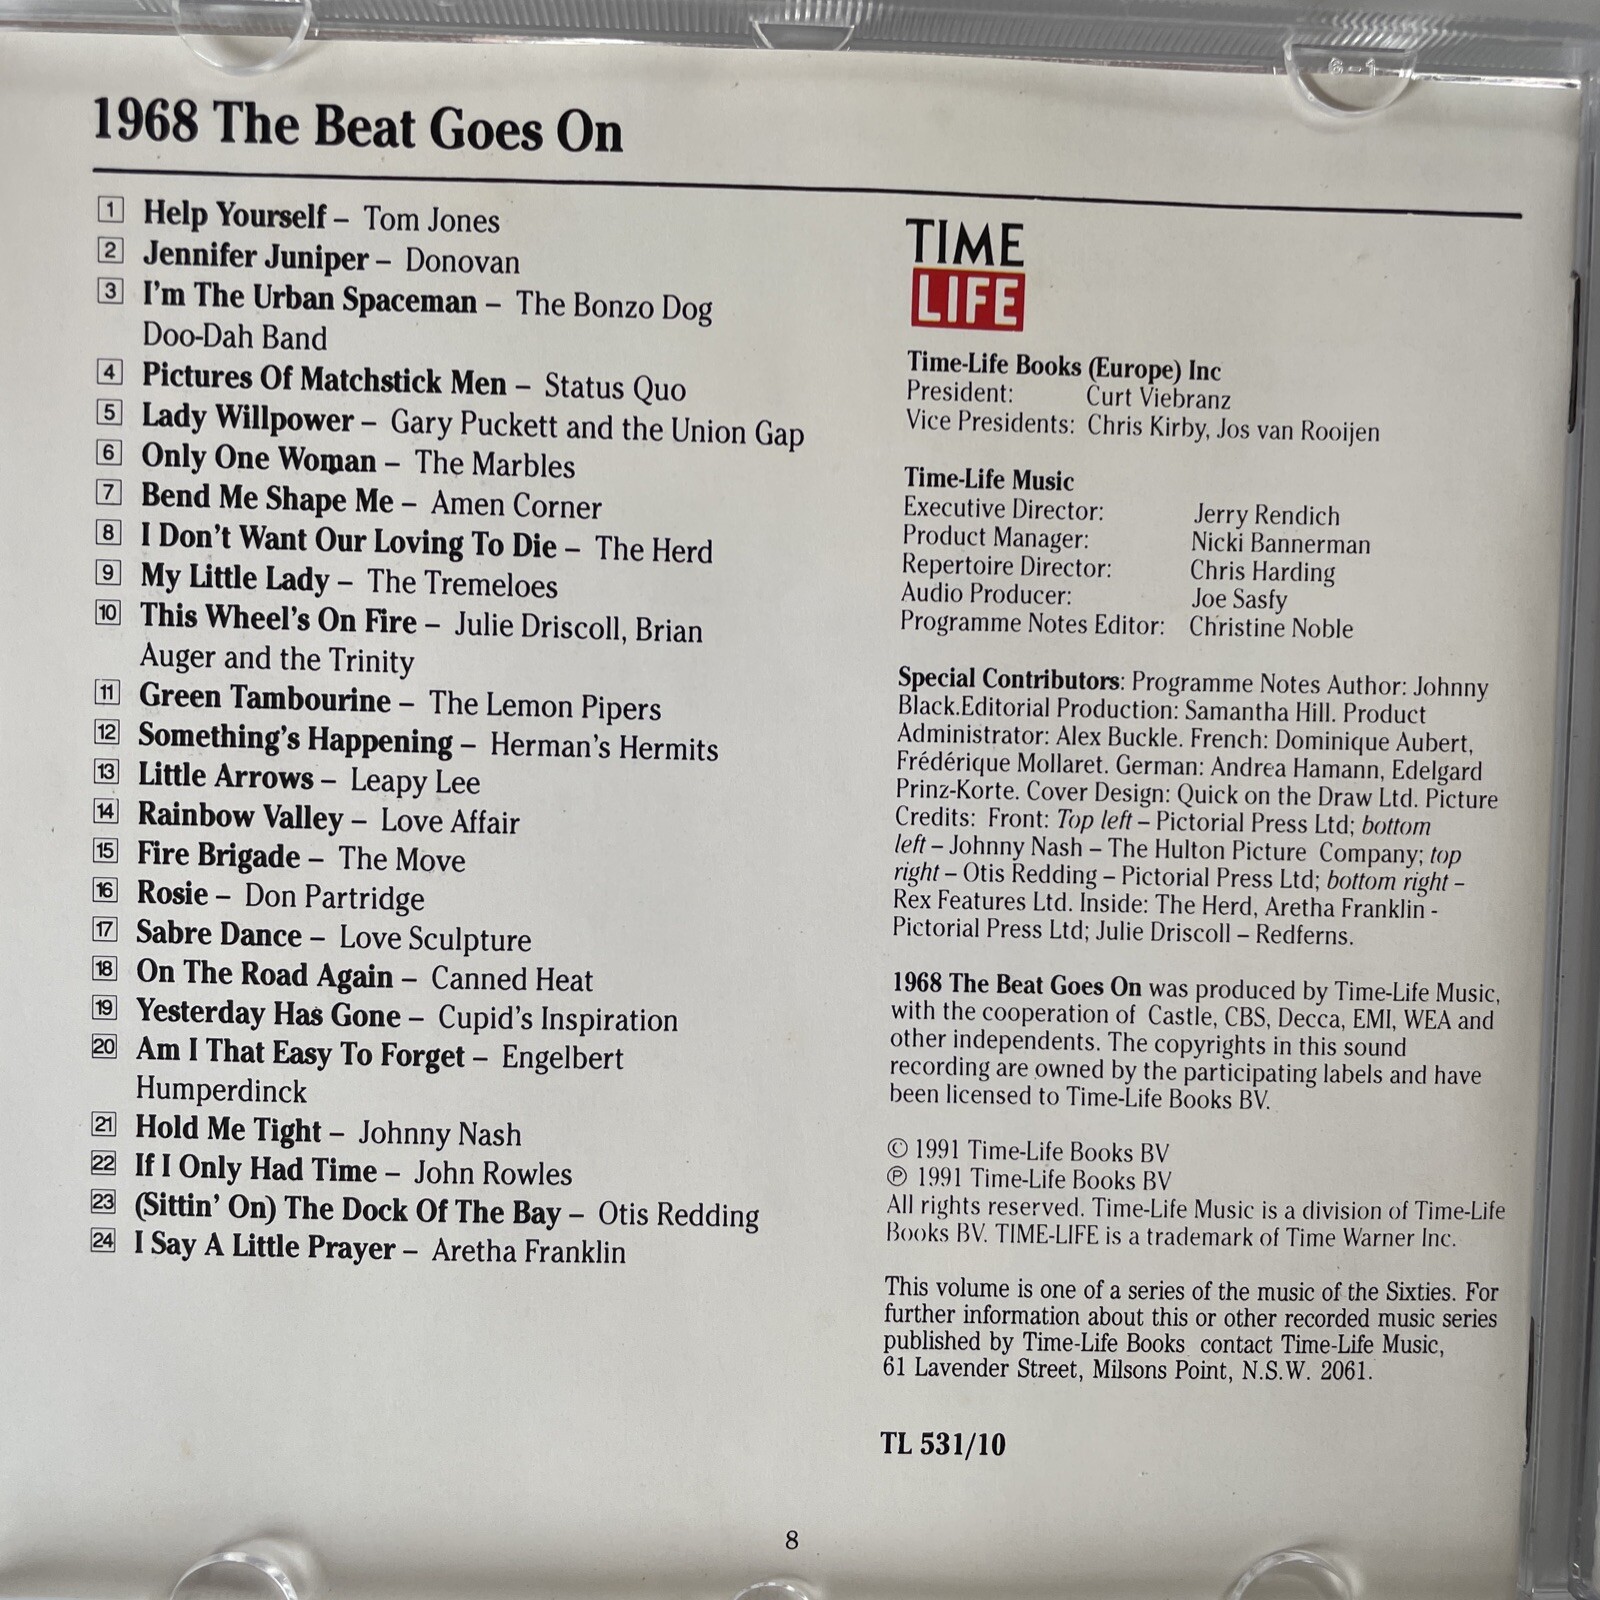 1968 The Beat Goes On
1 Help Yourself – Tom Jones
2 Jennifer Juniper – Donovan
3 I'm The Urban Spaceman – The Bonzo Dog
Doo-Dah Band
4 Pictures Of Matchstick Men – Status Quo
5 Lady Willpower – Gary Puckett and the Union Gap
6 Only One Woman – The Marbles
7 Bend Me Shape Me – Amen Corner
8 I Don't Want Our Loving To Die – The Herd
9 My Little Lady – The Tremeloes
10 This Wheel's On Fire – Julie Driscoll, Brian
Auger and the Trinity
11 Green Tambourine – The Lemon Pipers
12 Something's Happening – Herman's Hermits
13 Little Arrows – Leapy Lee
14 Rainbow Valley – Love Affair
15 Fire Brigade – The Move
16 Rosie – Don Partridge
17 Sabre Dance – Love Sculpture
18 On The Road Again – Canned Heat
19 Yesterday Has Gone – Cupid's Inspiration
20 Am I That Easy To Forget – Engelbert
Humperdinck
21 Hold Me Tight – Johnny Nash
22 If I Only Had Time – John Rowles
23 (Sittin' On) The Dock Of The Bay – Otis Redding
24 I Say A Little Prayer – Aretha Franklin
TIME
LIFE
Time-Life Books (Europe) Inc
President: Curt Viebranz
Vice Presidents: Chris Kirby, Jos van Rooijen
Time-Life Music
Executive Director: Jerry Rendich
Product Manager: Nicki Bannerman
Repertoire Director: Chris Harding
Audio Producer: Joe Sasfy
Programme Notes Editor: Christine Noble
Special Contributors: Programme Notes Author: Johnny
Black.Editorial Production: Samantha Hill. Product
Administrator: Alex Buckle. French: Dominique Aubert,
Frédérique Mollaret. German: Andrea Hamann, Edelgard
Prinz-Korte. Cover Design: Quick on the Draw Ltd. Picture
Credits: Front: Top left – Pictorial Press Ltd; bottom
left – Johnny Nash – The Hulton Picture Company; top
right – Otis Redding – Pictorial Press Ltd; bottom right –
Rex Features Ltd. Inside: The Herd, Aretha Franklin -
Pictorial Press Ltd; Julie Driscoll – Redferns.
1968 The Beat Goes On was produced by Time-Life Music,
with the cooperation of Castle, CBS, Decca, EMI, WEA and
other independents. The copyrights in this sound
recording are owned by the participating labels and have
been licensed to Time-Life Books BV.
© 1991 Time-Life Books BV
℗ 1991 Time-Life Books BV
All rights reserved. Time-Life Music is a division of Time-Life
Books BV. TIME-LIFE is a trademark of Time Warner Inc.
This volume is one of a series of the music of the Sixties. For
further information about this or other recorded music series
published by Time-Life Books contact Time-Life Music,
61 Lavender Street, Milsons Point, N.S.W. 2061.
TL 531/10
8
6-1